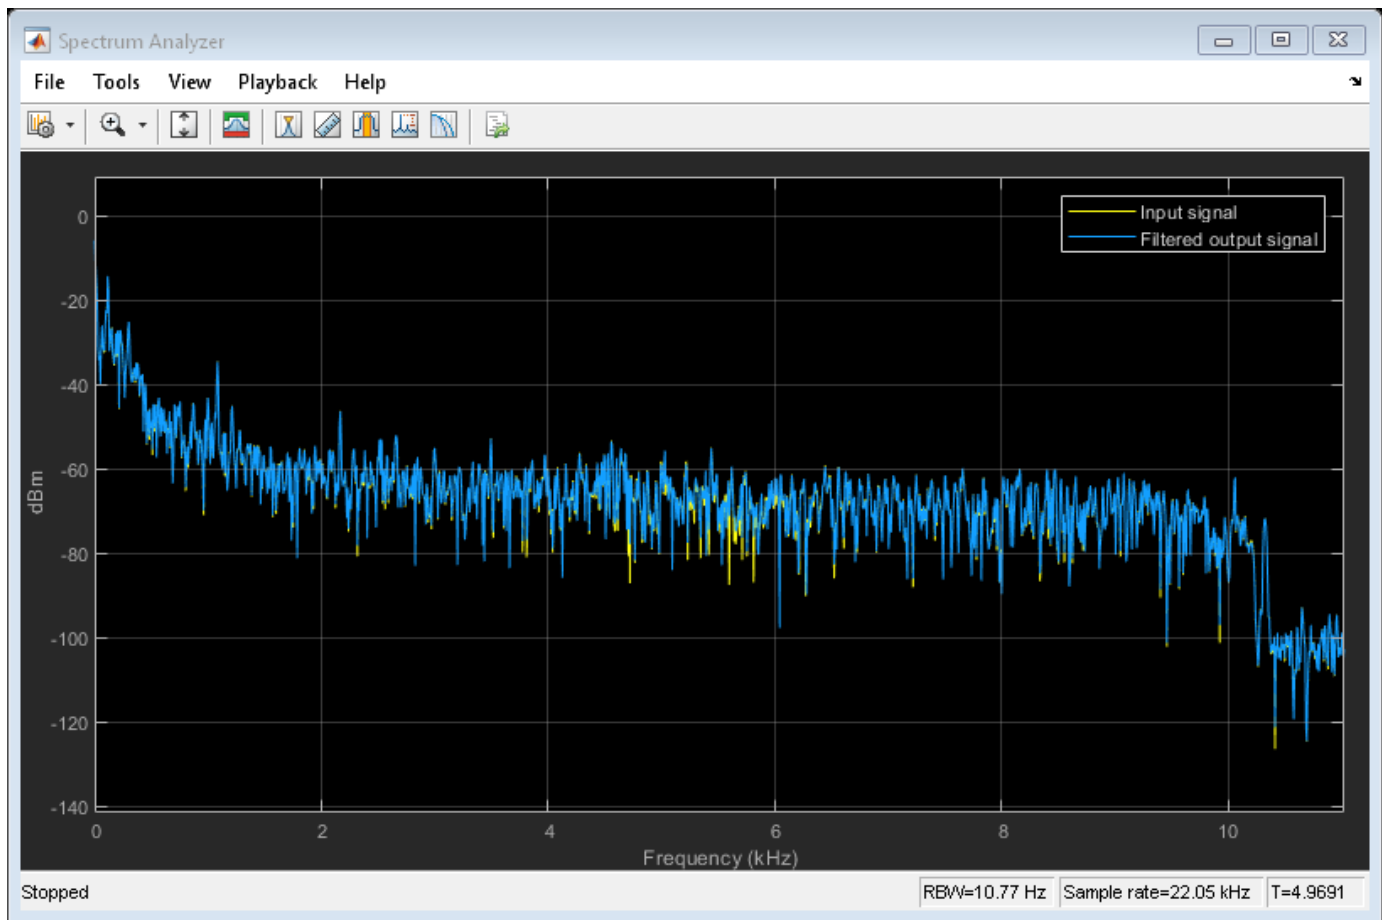 Spectrum Analyzer
File Tools View Playback Help
Input signal
Filtered output signal
0
-20
-40
-60
-80
-100
-120
-140
dBm
0 2 4 6 8 10
Frequency (kHz)
Stopped RBW=10.77 Hz Sample rate=22.05 kHz T=4.9691